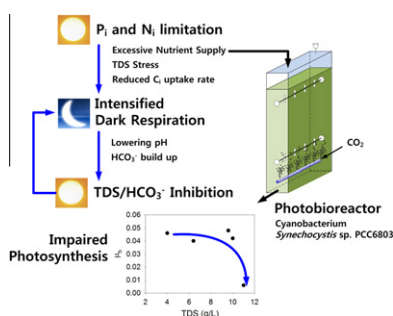 Pi and Ni limitation
Excessive Nutrient Supply
TDS Stress
Reduced Ci uptake rate
Intensified
Dark Respiration
Lowering pH
HCO3- build up
TDS/HCO3- Inhibition
CO2
Photobioreactor
Cyanobacterium
Synechocystis sp. PCC6803
Impaired
Photosynthesis
0.06
0.05
0.04
0.03
0.02
0.01
0.00
2 4 6 8 10 12
TDS (g/L)